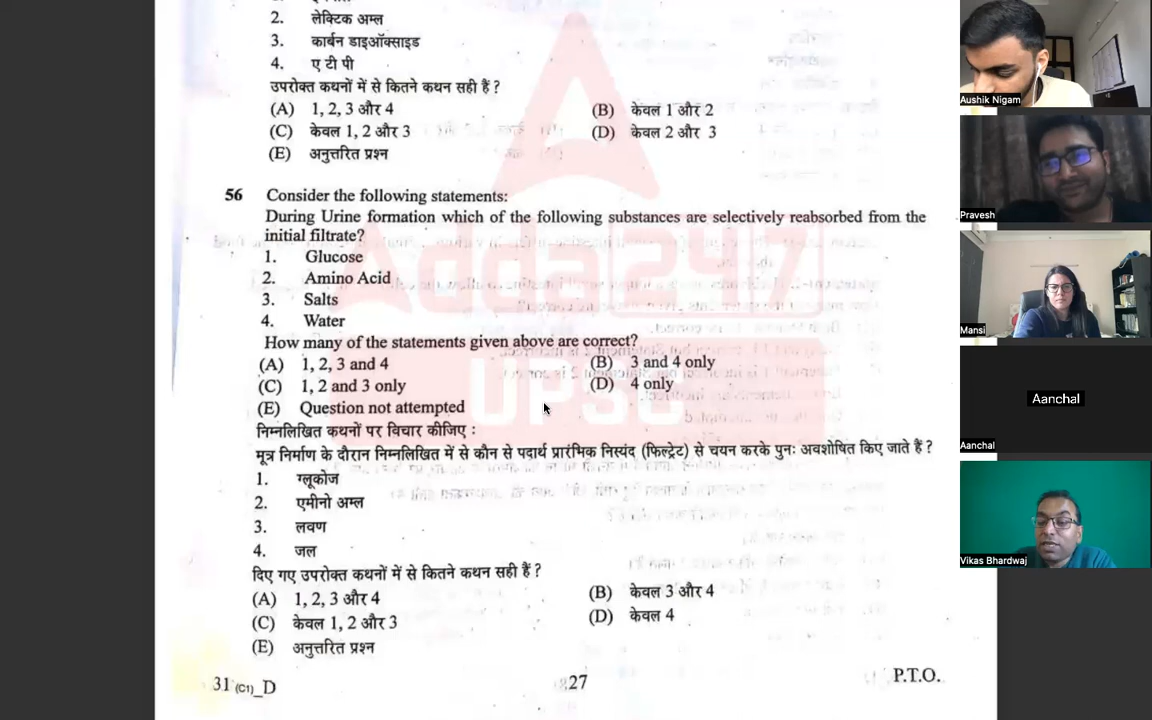 2. लेक्टिक अम्ल
3. कार्बन डाइऑक्साइड
4. ए टी पी
उपरोक्त कथनों में से कितने कथन सही हैं ?
(A) 1, 2, 3 और 4 (B) केवल 1 और 2
(C) केवल 1, 2 और 3 (D) केवल 2 और 3
(E) अनुत्तरित प्रश्न
56 Consider the following statements:
During Urine formation which of the following substances are selectively reabsorbed from the
initial filtrate?
1. Glucose
2. Amino Acid
3. Salts
4. Water
How many of the statements given above are correct?
(A) 1, 2, 3 and 4 (B) 3 and 4 only
(C) 1, 2 and 3 only (D) 4 only
(E) Question not attempted
निम्नलिखित कथनों पर विचार कीजिए :
मूत्र निर्माण के दौरान निम्नलिखित में से कौन से पदार्थ प्रारंभिक निस्यंद (फिल्ट्रेट) से चयन करके पुनः अवशोषित किए जाते हैं ?
1. ग्लूकोज
2. एमीनो अम्ल
3. लवण
4. जल
दिए गए उपरोक्त कथनों में से कितने कथन सही हैं ?
(A) 1, 2, 3 और 4 (B) केवल 3 और 4
(C) केवल 1, 2 और 3 (D) केवल 4
(E) अनुत्तरित प्रश्न
31 (C1)_D 27 P.T.O.
Adda 247
UPSC
Aushik Nigam
Pravesh
Mansi
Aanchal
Aanchal
Vikas Bhardwaj